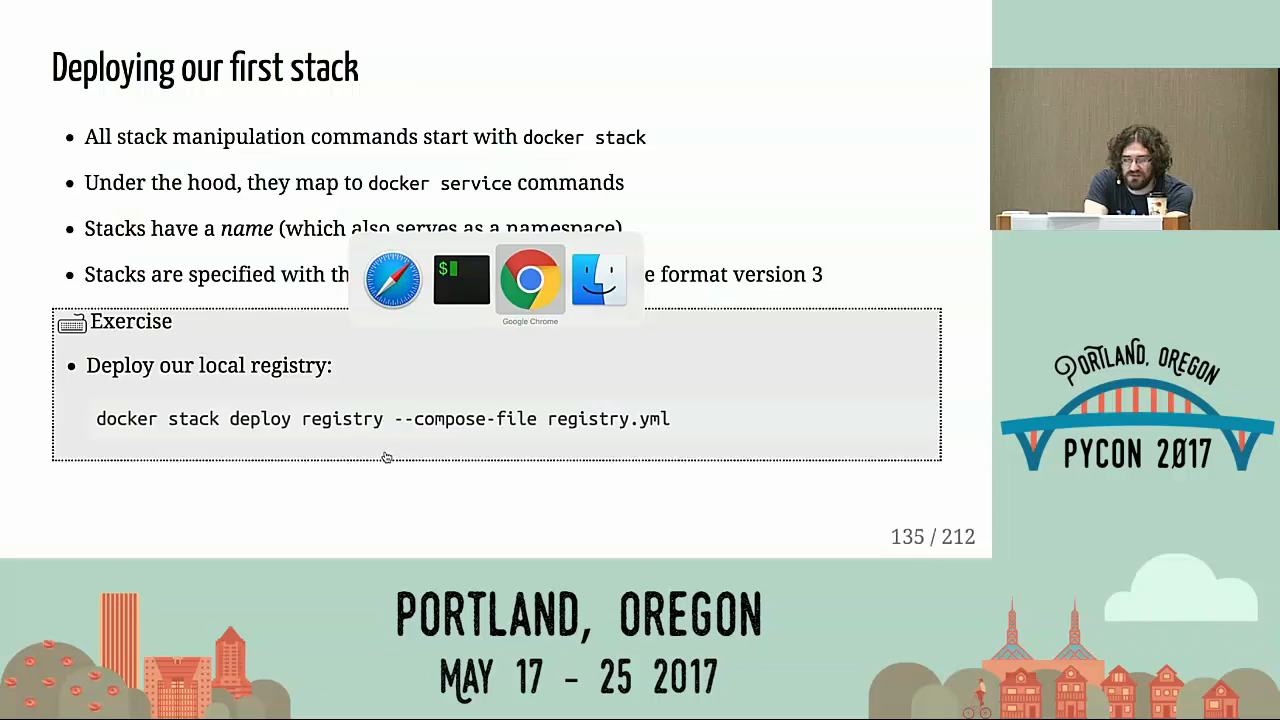 Deploying our first stack
All stack manipulation commands start with docker stack
Under the hood, they map to docker service commands
Stacks have a name (which also serves as a namespace)
Stacks are specified with th
e format version 3
$
Google Chrome
Exercise
Deploy our local registry:
docker stack deploy registry --compose-file registry.yml
135 / 212
PORTLAND, OREGON
PYCON 2017
PORTLAND, OREGON
MAY 17 - 25 2017